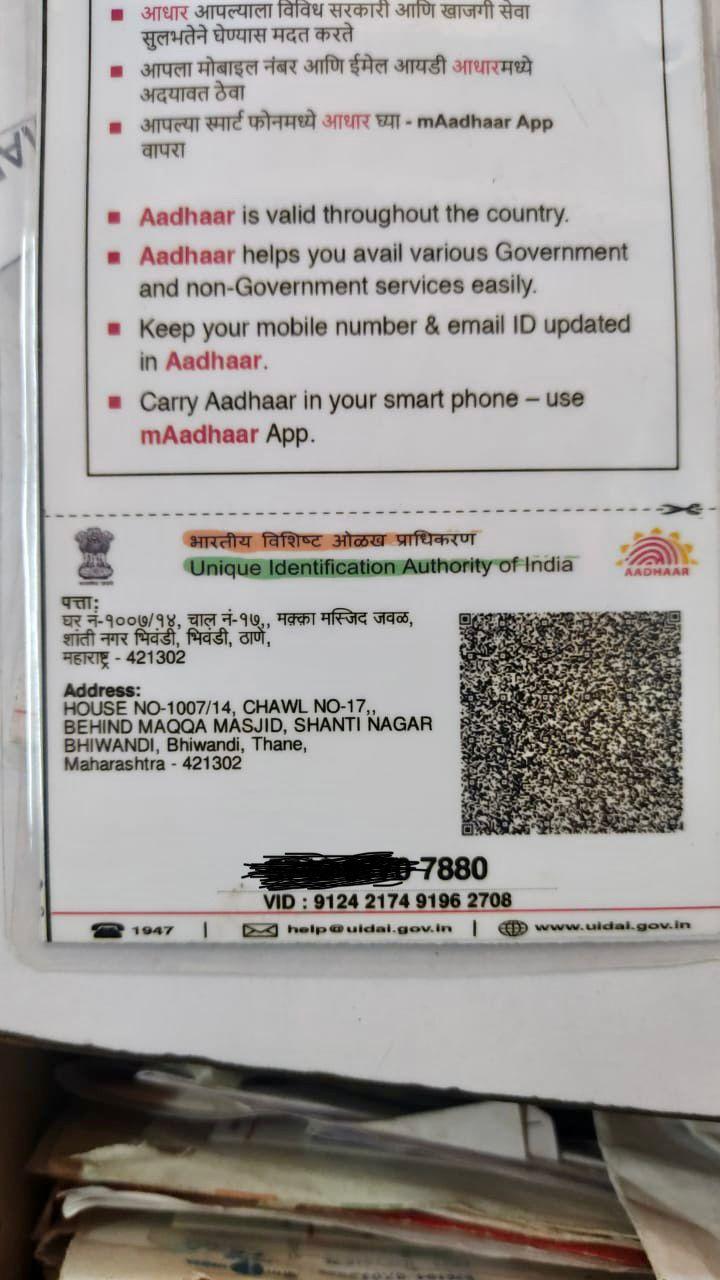 आधार आपल्याला विविध सरकारी आणि खाजगी सेवा
सुलभतेने घेण्यास मदत करते
आपला मोबाइल नंबर आणि ईमेल आयडी आधारमध्ये
अदयावत ठेवा
आपल्या स्मार्ट फोनमध्ये आधार घ्या - mAadhaar App
वापरा
Aadhaar is valid throughout the country.
Aadhaar helps you avail various Government
and non-Government services easily.
Keep your mobile number & email ID updated
in Aadhaar.
Carry Aadhaar in your smart phone – use
mAadhaar App.
भारतीय विशिष्ट ओळख प्राधिकरण
Unique Identification Authority of India
AADHAAR
पत्ता:
घर नं-१००७/१४, चाल नं-१७,, मक्का मस्जिद जवळ,
शांती नगर भिवंडी, भिवंडी, ठाणे,
महाराष्ट्र - 421302
Address:
HOUSE NO-1007/14, CHAWL NO-17,,
BEHIND MAQQA MASJID, SHANTI NAGAR
BHIWANDI, Bhiwandi, Thane,
Maharashtra - 421302
7880
VID : 9124 2174 9196 2708
1947 | help@uidai.gov.in | www.uidai.gov.in